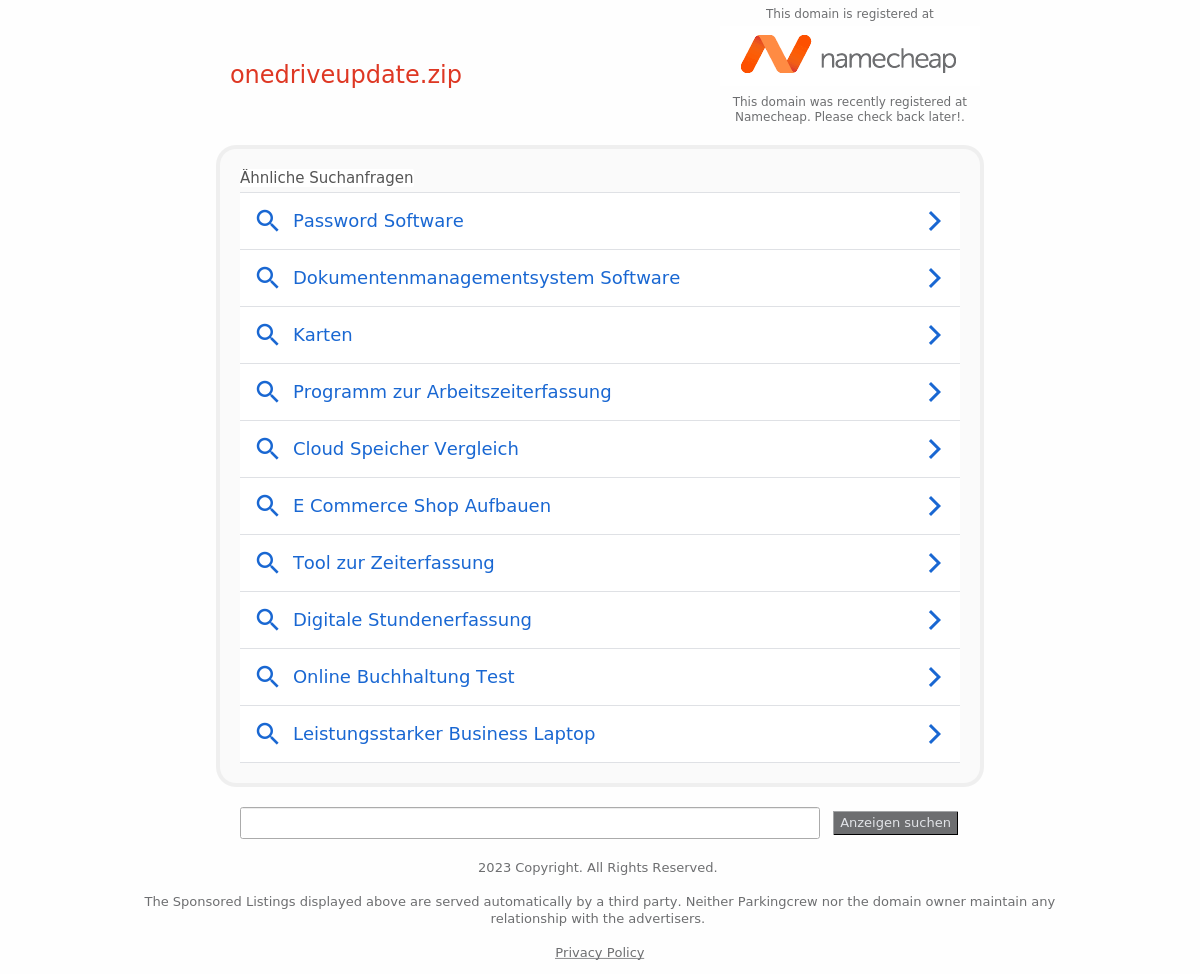 This domain is registered at
namecheap
onedriveupdate.zip
This domain was recently registered at
Namecheap. Please check back later!.
Ähnliche Suchanfragen
Password Software
Dokumentenmanagementsystem Software
Karten
Programm zur Arbeitszeiterfassung
Cloud Speicher Vergleich
E Commerce Shop Aufbauen
Tool zur Zeiterfassung
Digitale Stundenerfassung
Online Buchhaltung Test
Leistungsstarker Business Laptop
Anzeigen suchen
2023 Copyright. All Rights Reserved.
The Sponsored Listings displayed above are served automatically by a third party. Neither Parkingcrew nor the domain owner maintain any
relationship with the advertisers.
Privacy Policy